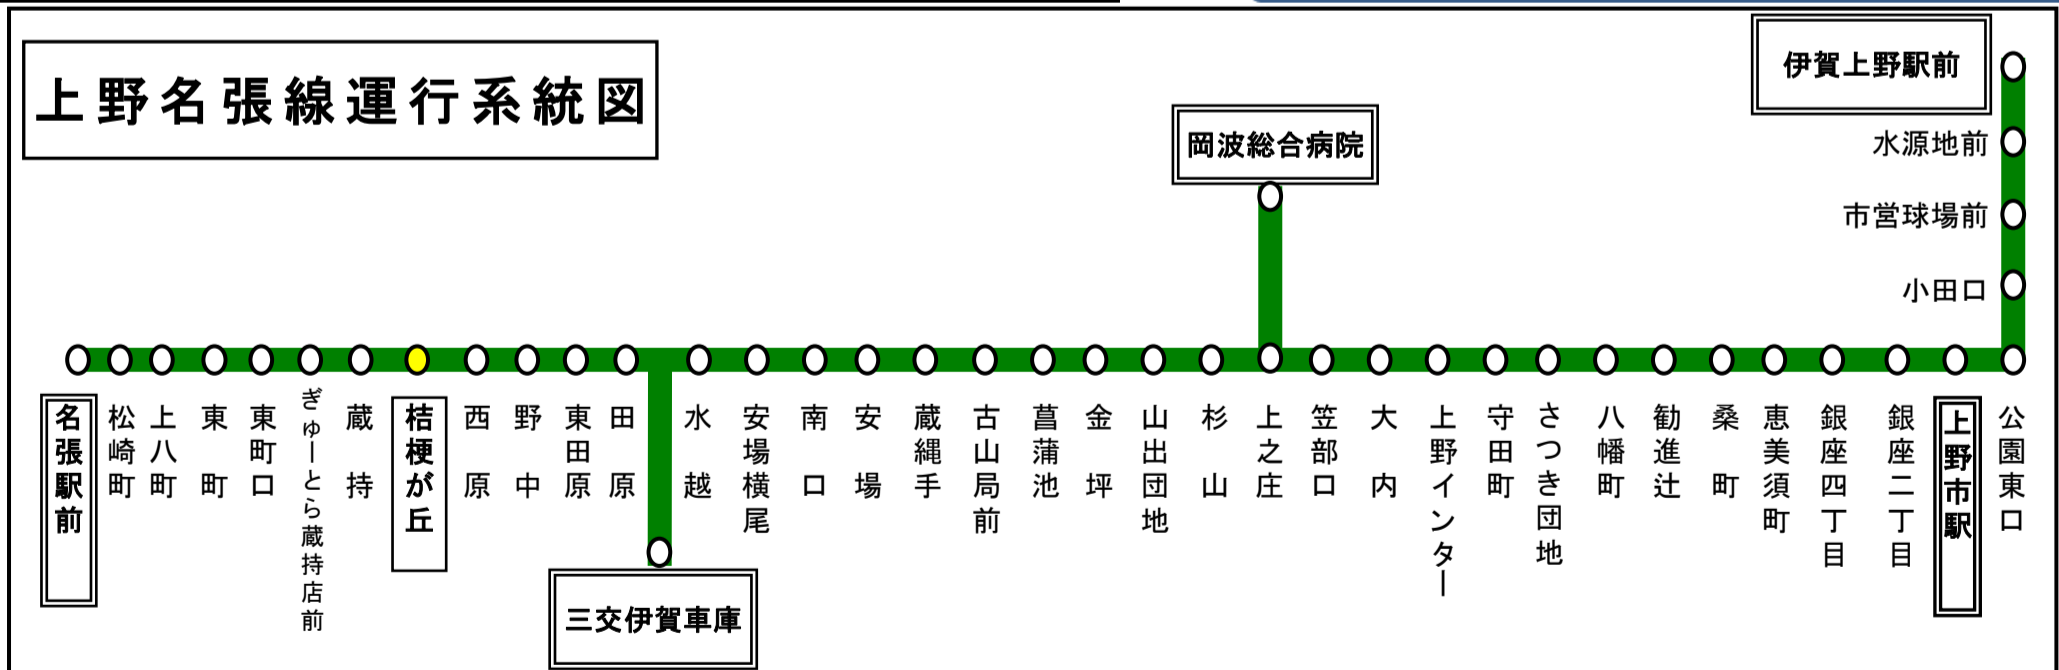 上野名張線運行系統図
伊賀上野駅前
岡波総合病院
水源地前
市営球場前
小田口
名張駅前
松崎町
上八町
東町
東町口
ぎゅーとら蔵持店前
蔵持
桔梗が丘
西原
野中
東田原
田原
水越
安場横尾
南口
安場
蔵縄手
古山局前
菖蒲池
金坪
山出団地
杉山
上之庄
笠部口
大内
上野インター
守田町
さつき団地
八幡町
勧進辻
桑町
恵美須町
銀座四丁目
銀座二丁目
上野市駅
公園東口
三交伊賀車庫